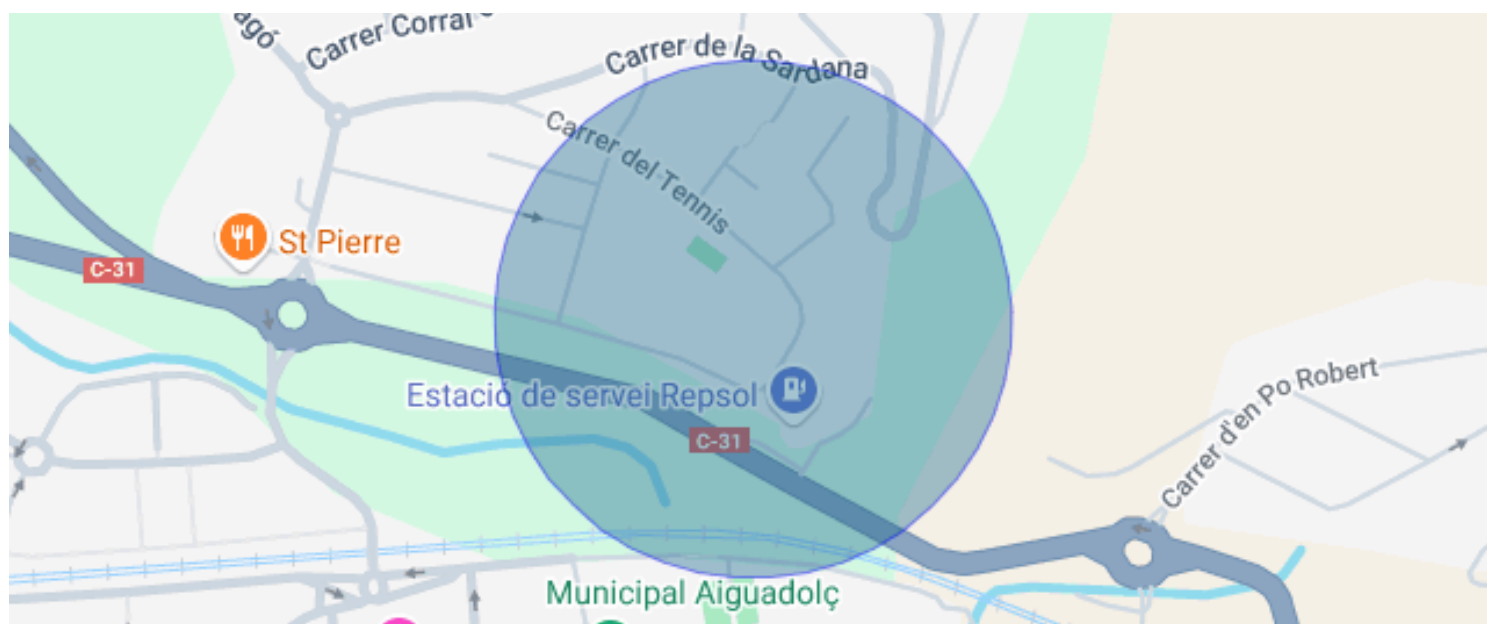 agó
Carrer Corral
Carrer de la Sardana
Carrer del Tennis
St Pierre
C-31
Estació de servei Repsol
C-31
Carrer d'en Po Robert
Municipal Aiguadolç